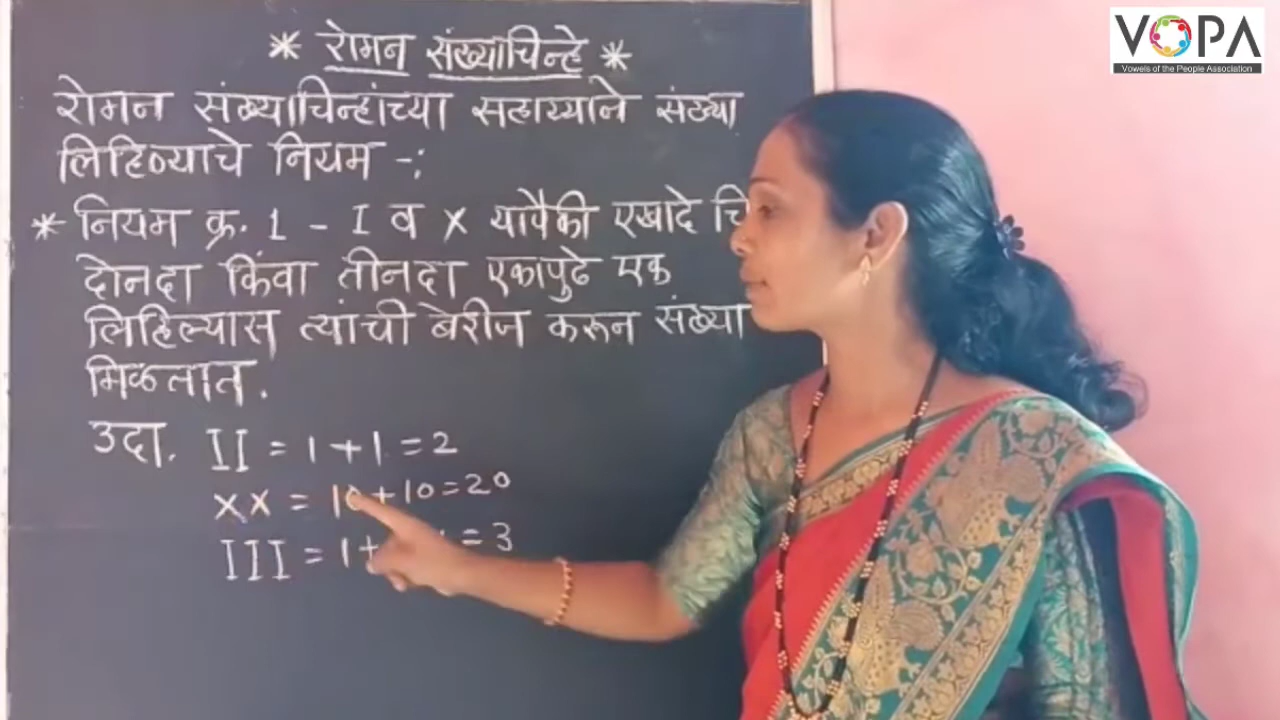 * रोमन संख्याचिन्हे *
रोमन संख्याचिन्हांच्या सहाय्याने संख्या
लिहिण्याचे नियम -:
* नियम क्र. 1 - I व X यापैकी एखादे
दोनदा किंवा तीनदा एकापुढे एक
लिहिल्यास त्यांची बेरीज करून संख्या
मिळतात.
उदा. II = 1 + 1 = 2
XX = 10 + 10 = 20
III = 1 + = 3
VOPA
Vowels of the People Association